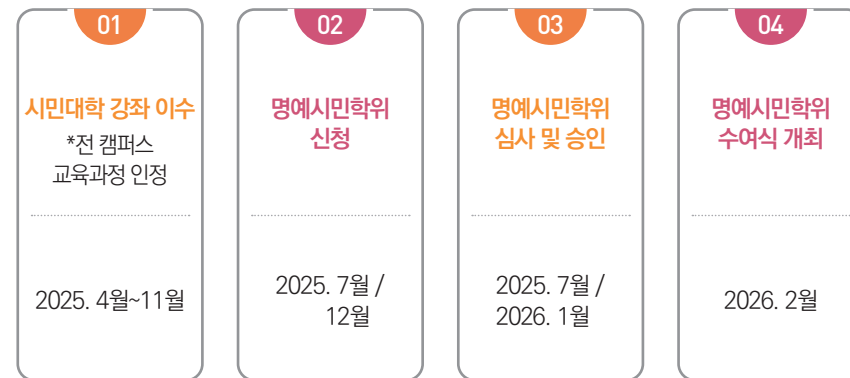 01
시민대학 강좌 이수
*전 캠퍼스
교육과정 인정
2025. 4월~11월
02
명예시민학위
신청
2025. 7월 /
12월
03
명예시민학위
심사 및 승인
2025. 7월 /
2026. 1월
04
명예시민학위
수여식 개최
2026. 2월